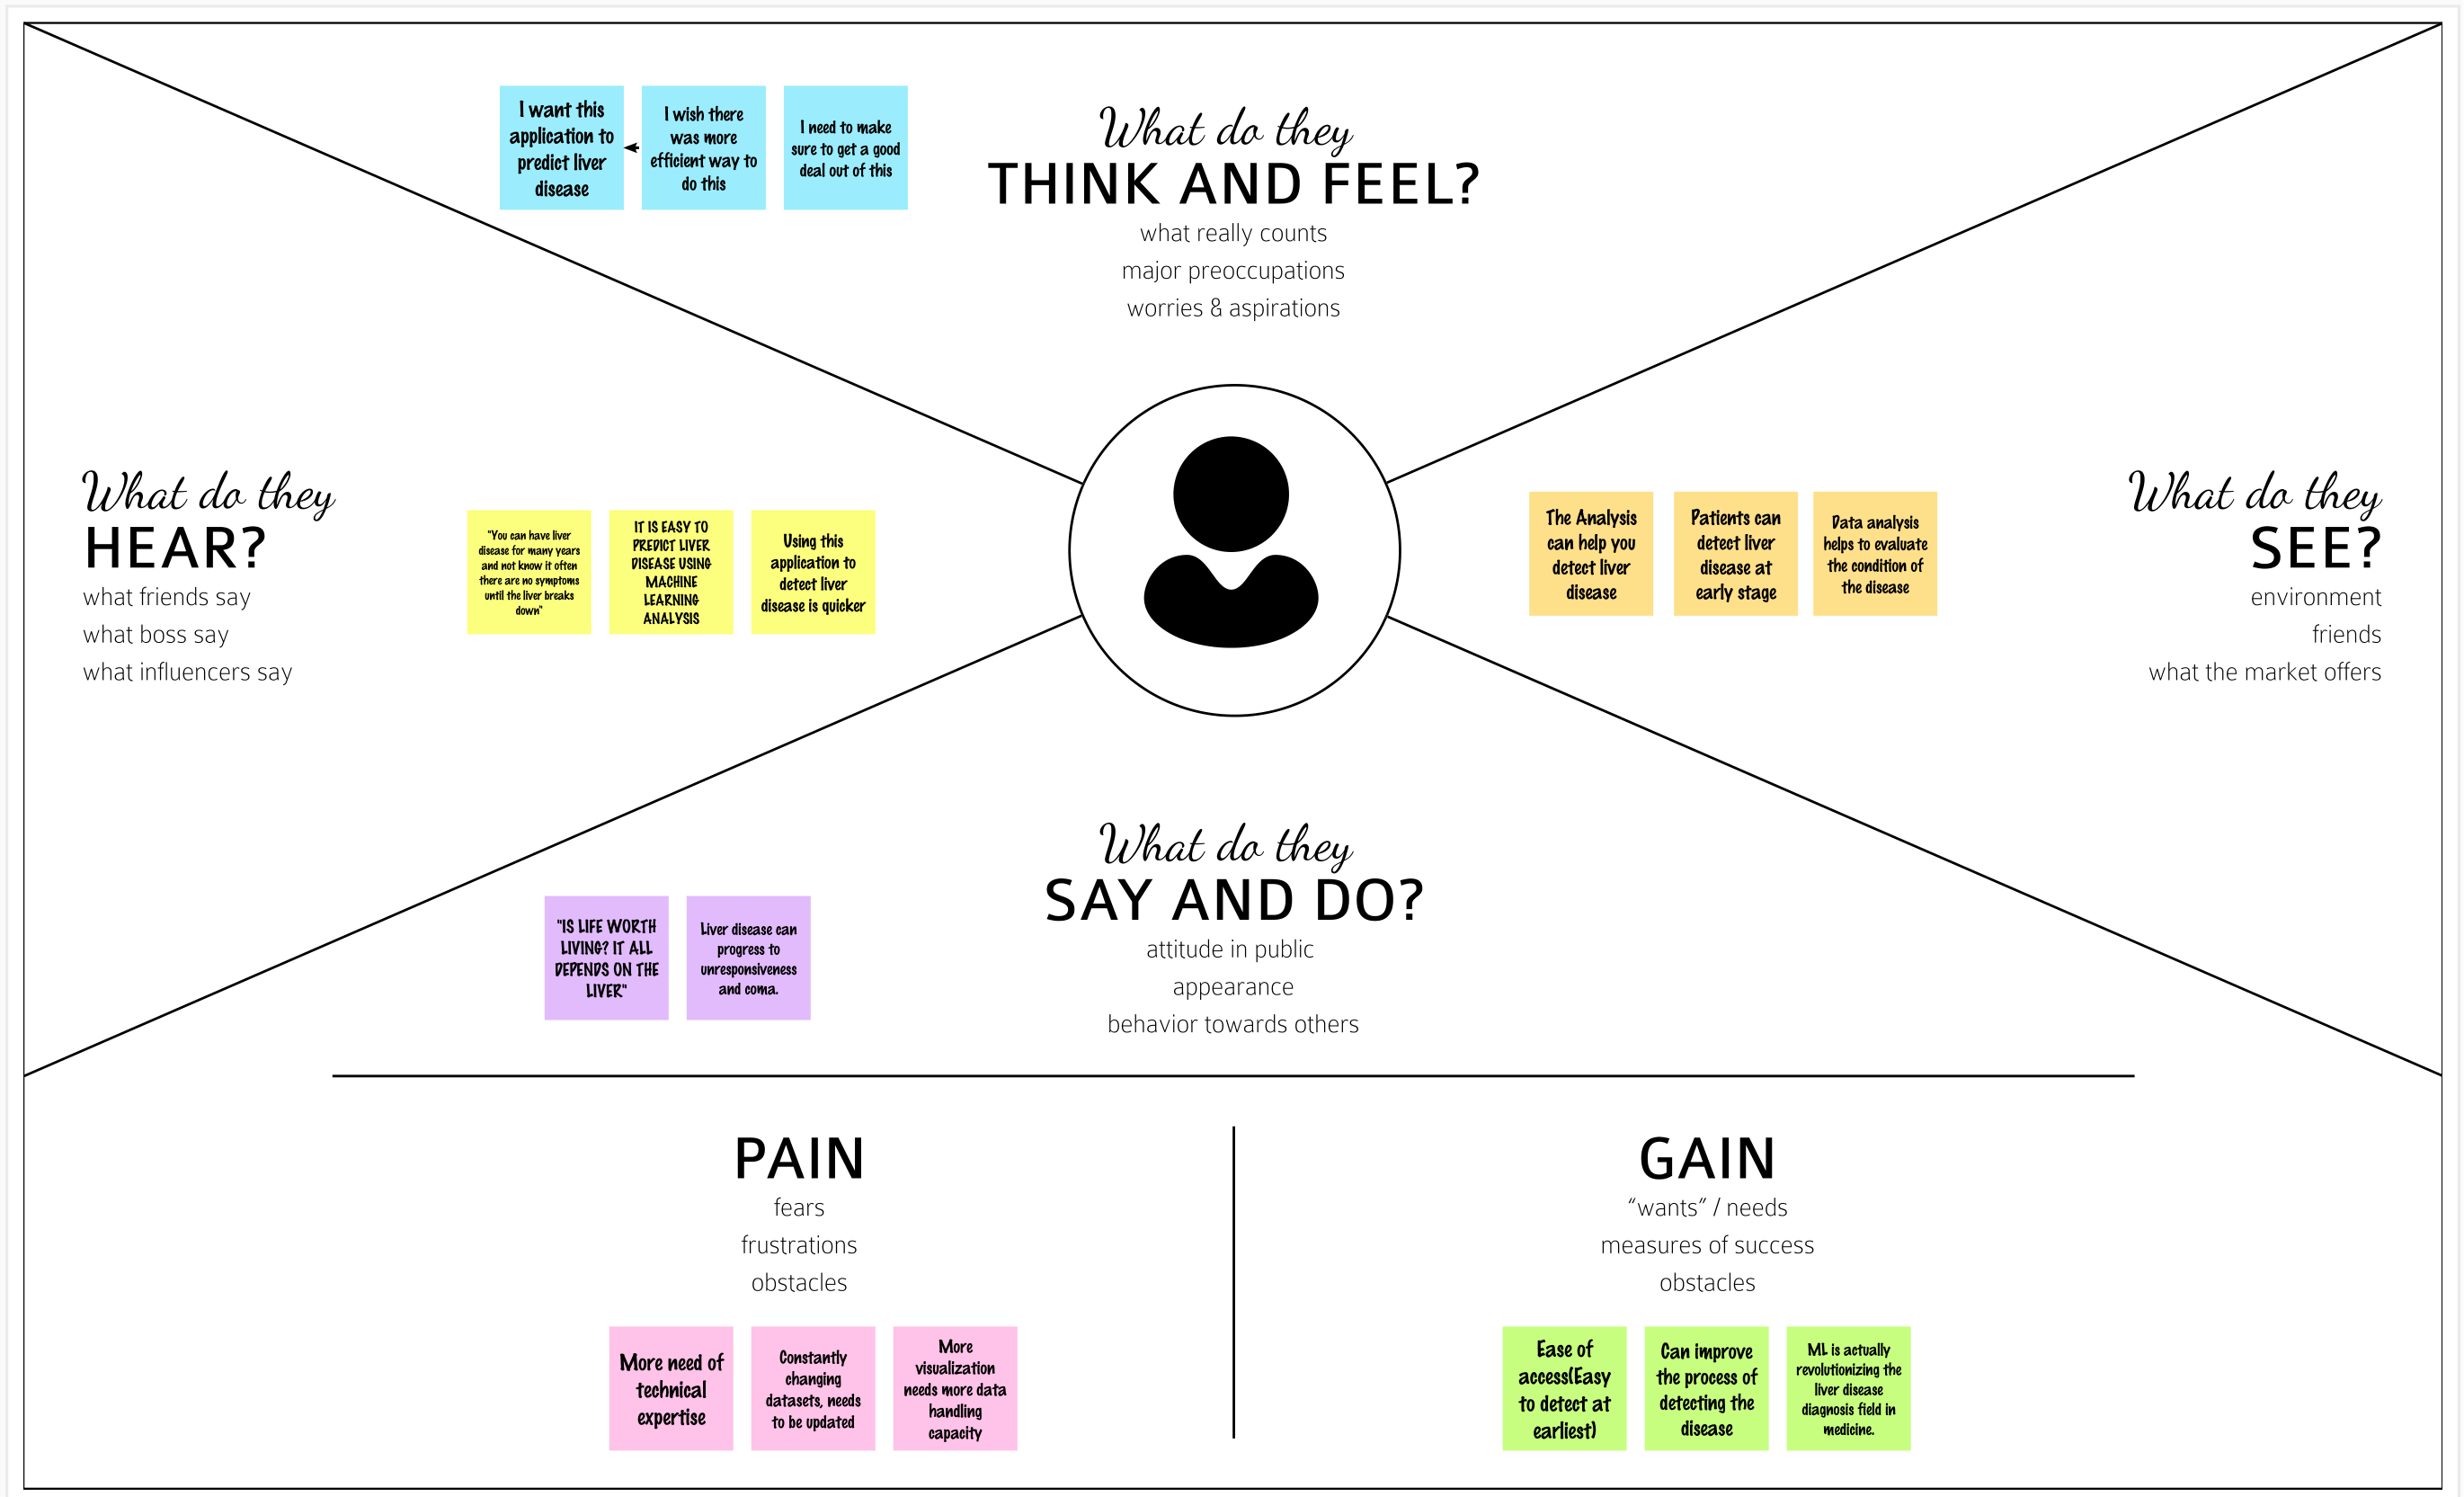 I want this
application to
predict liver
disease
I wish there
was more
efficient way to
do this
I need to make
sure to get a good
deal out of this
What do they
THINK AND FEEL?
what really counts
major preoccupations
worries & aspirations
What do they
HEAR?
what friends say
what boss say
what influencers say
"You can have liver
disease for many years
and not know it often
there are no symptoms
until the liver breaks
down"
IT IS EASY TO
PREDICT LIVER
DISEASE USING
MACHINE
LEARNING
ANALYSIS
Using this
application to
detect liver
disease is quicker
The Analysis
can help you
detect liver
disease
Patients can
detect liver
disease at
early stage
Data analysis
helps to evaluate
the condition of
the disease
What do they
SEE?
environment
friends
what the market offers
What do they
SAY AND DO?
attitude in public
appearance
behavior towards others
"IS LIFE WORTH
LIVING? IT ALL
DEPENDS ON THE
LIVER"
Liver disease can
progress to
unresponsiveness
and coma.
PAIN
fears
frustrations
obstacles
More need of
technical
expertise
Constantly
changing
datasets, needs
to be updated
More
visualization
needs more data
handling
capacity
GAIN
“wants” / needs
measures of success
obstacles
Ease of
access(Easy
to detect at
earliest)
Can improve
the process of
detecting the
disease
ML is actually
revolutionizing the
liver disease
diagnosis field in
medicine.